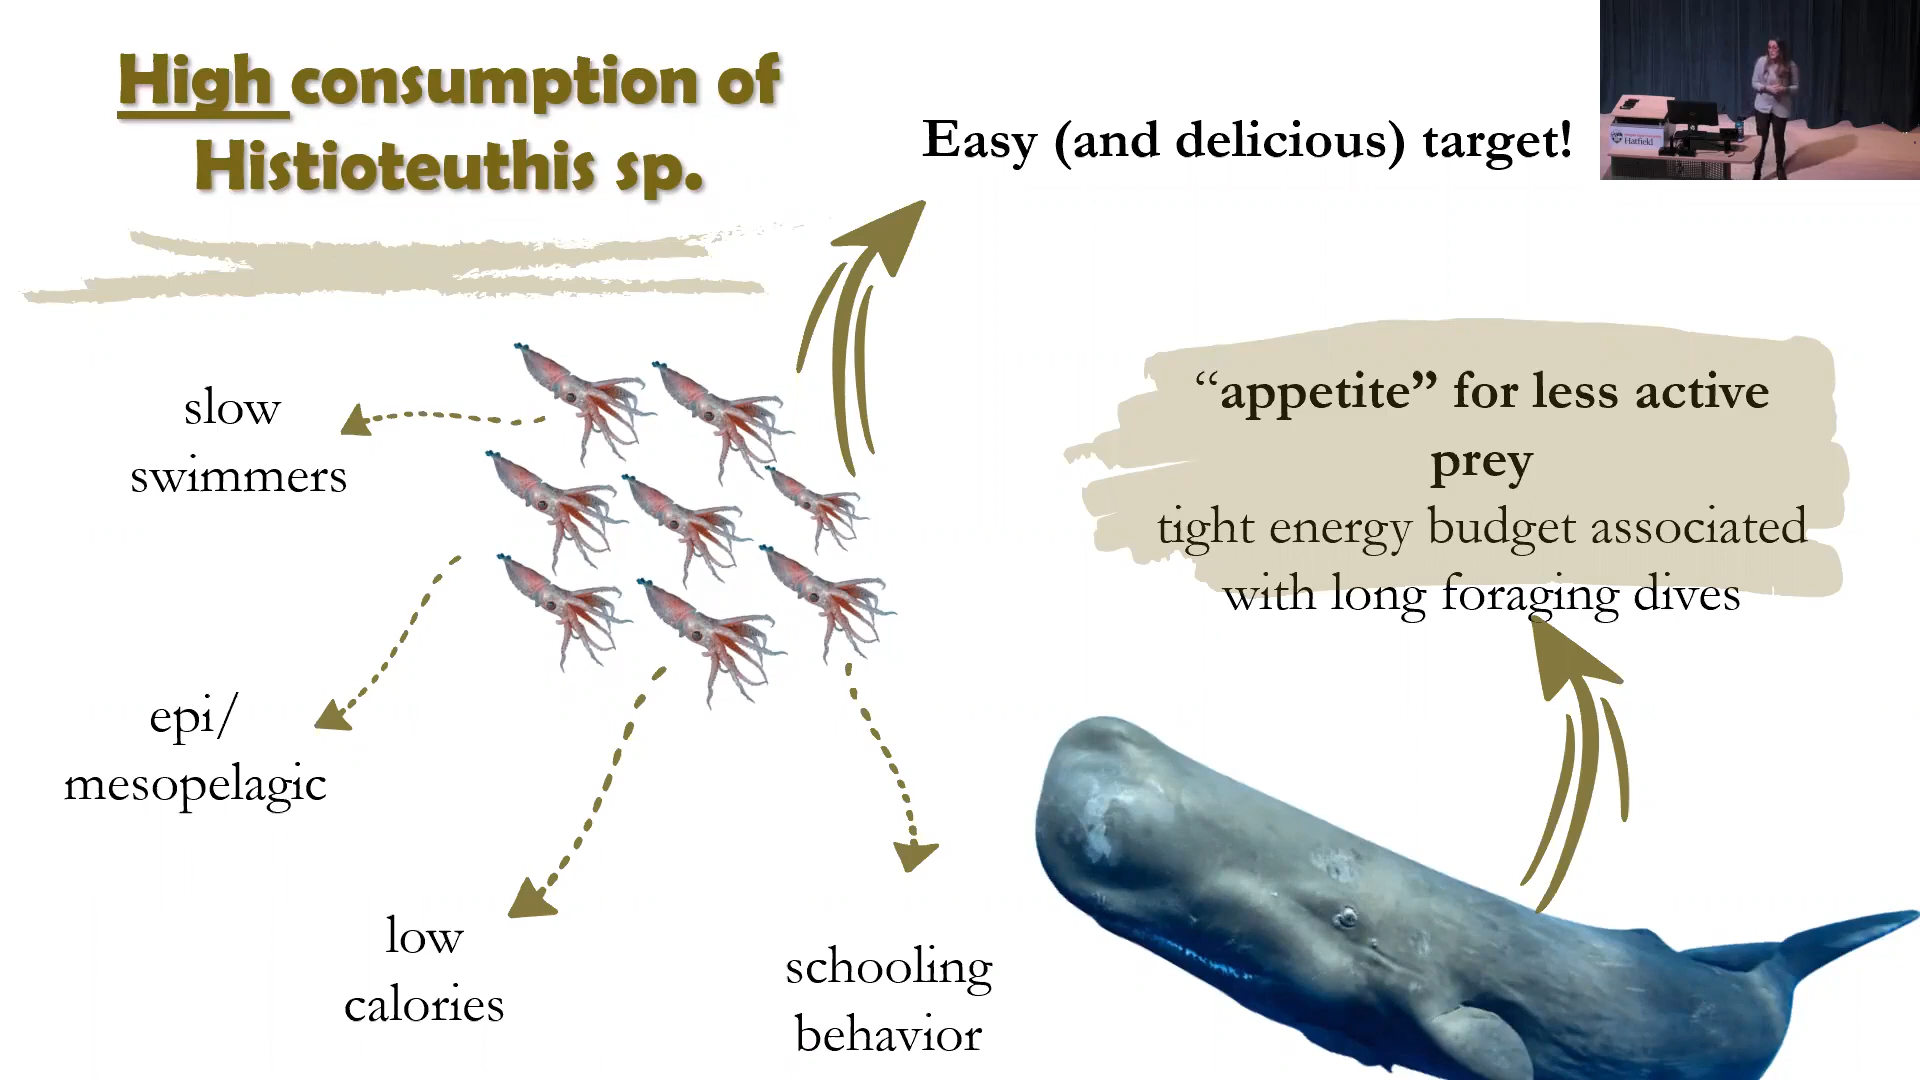 High consumption of
Histioteuthis sp.
Easy (and delicious) target!
Hatfield
slow
swimmers
“appetite” for less active
prey
tight energy budget associated
with long foraging dives
epi/
mesopelagic
low
calories
schooling
behavior